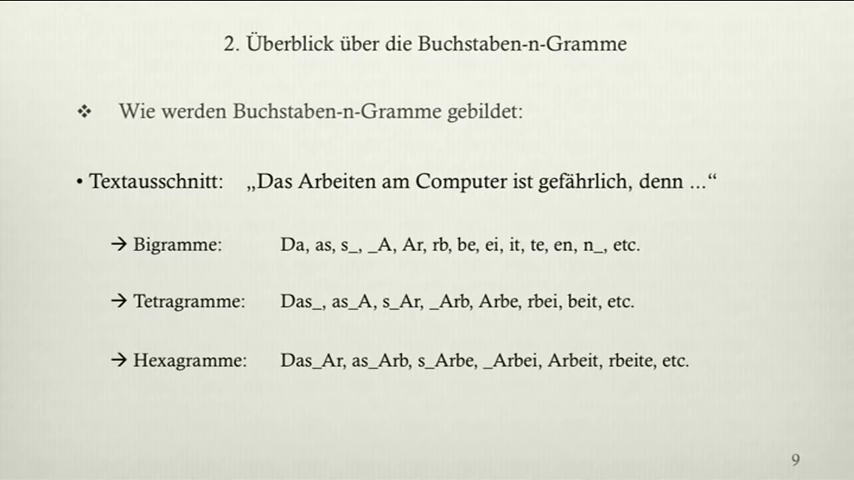 2. Überblick über die Buchstaben-n-Gramme
❖ Wie werden Buchstaben-n-Gramme gebildet:
• Textausschnitt: „Das Arbeiten am Computer ist gefährlich, denn ...“
→ Bigramme: Da, as, s_, _A, Ar, rb, be, ei, it, te, en, n_, etc.
→ Tetragramme: Das_, as_A, s_Ar, _Arb, Arbe, rbei, beit, etc.
→ Hexagramme: Das_Ar, as_Arb, s_Arbe, _Arbei, Arbeit, rbeite, etc.
9